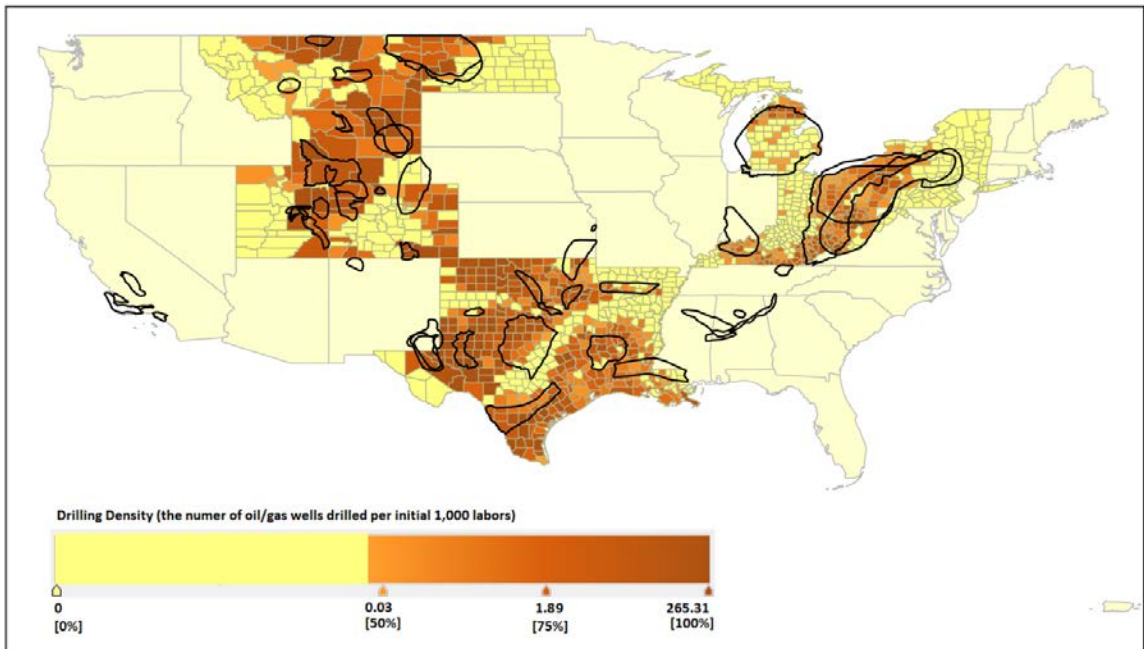 Drilling Density (the numer of oil/gas wells drilled per initial 1,000 labors)
0 0.03 1.89 265.31
[0%] [50%] [75%] [100%]